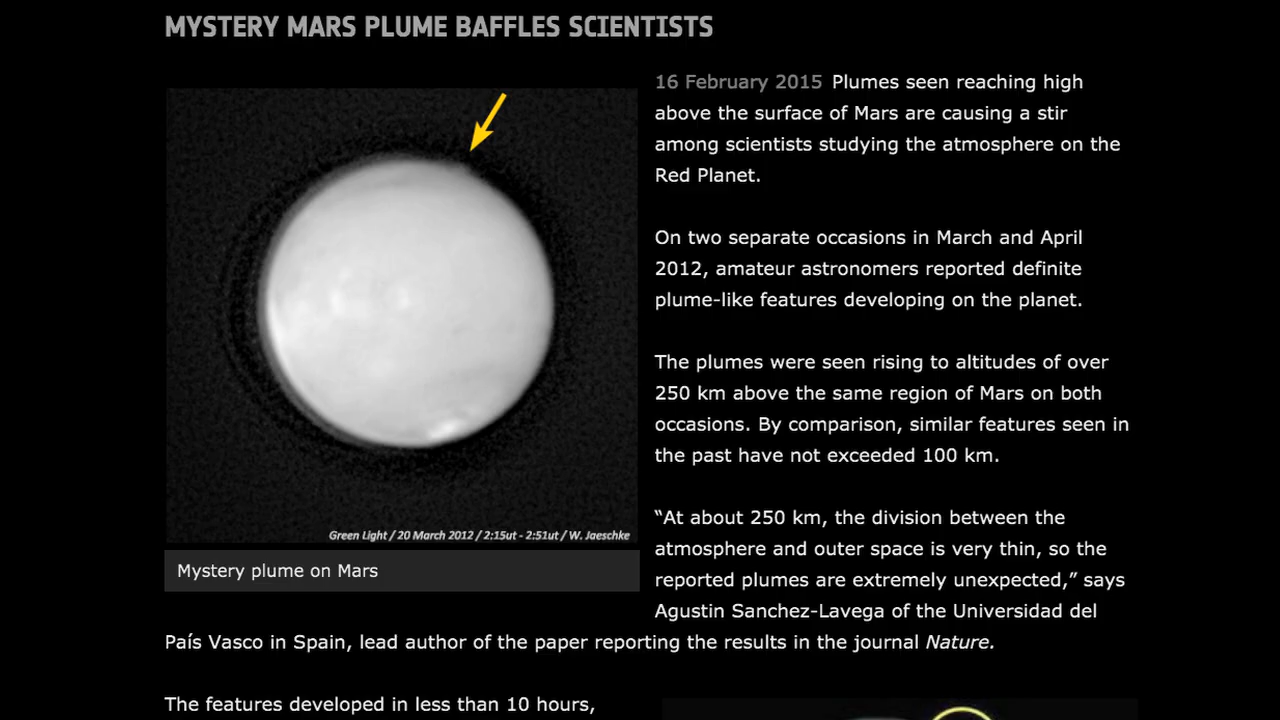 MYSTERY MARS PLUME BAFFLES SCIENTISTS
16 February 2015 Plumes seen reaching high
above the surface of Mars are causing a stir
among scientists studying the atmosphere on the
Red Planet.
On two separate occasions in March and April
2012, amateur astronomers reported definite
plume-like features developing on the planet.
The plumes were seen rising to altitudes of over
250 km above the same region of Mars on both
occasions. By comparison, similar features seen in
the past have not exceeded 100 km.
“At about 250 km, the division between the
atmosphere and outer space is very thin, so the
reported plumes are extremely unexpected,” says
Agustin Sanchez-Lavega of the Universidad del
País Vasco in Spain, lead author of the paper reporting the results in the journal Nature.
Green Light / 20 March 2012 / 2:15ut - 2:51ut / W. Jaeschke
Mystery plume on Mars
The features developed in less than 10 hours,